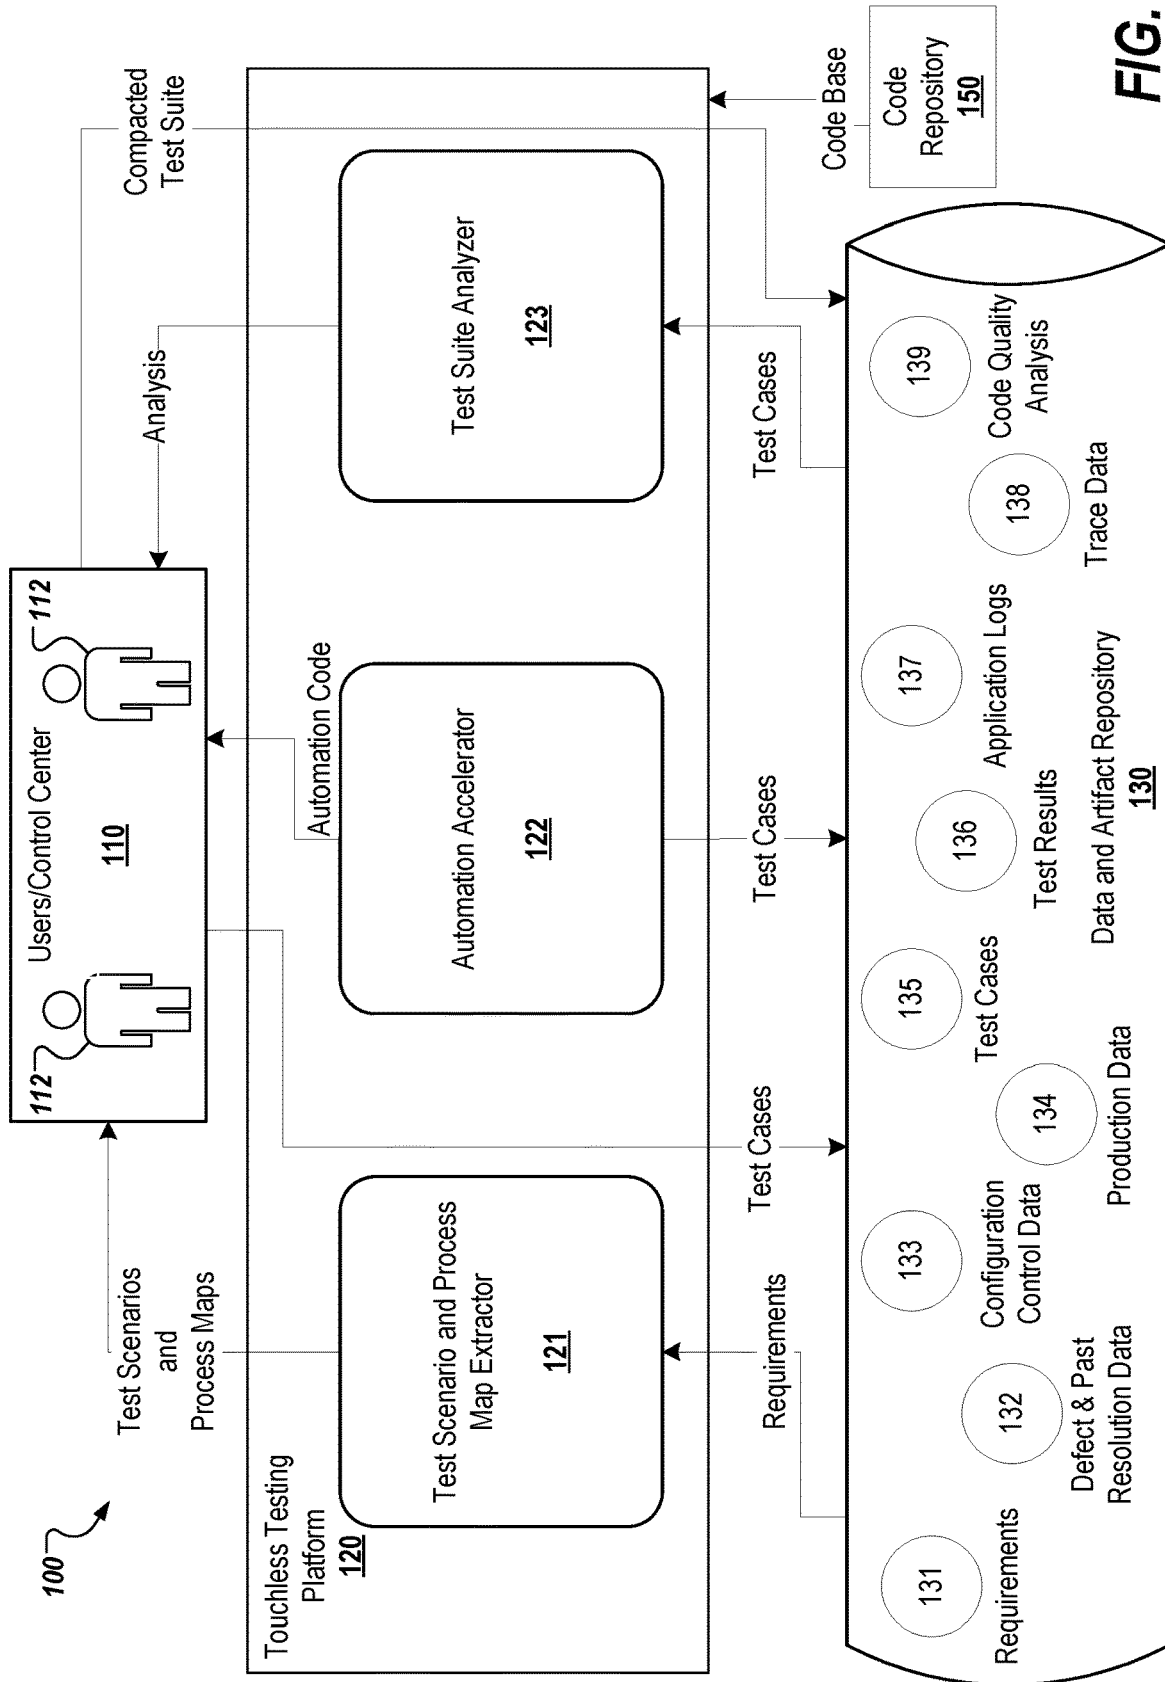 100
Test Scenarios
and
Process Maps
112
Users/Control Center
110
112
Analysis
Compacted
Test Suite
Automation Code
Touchless Testing
Platform
120
Test Scenario and Process
Map Extractor
121
Automation Accelerator
122
Test Suite Analyzer
123
Requirements
Test Cases
Test Cases
Test Cases
Code Base
Code
Repository
150
131
Requirements
132
Defect & Past
Resolution Data
133
Configuration
Control Data
134
Production Data
135
Test Cases
136
Test Results
137
Application Logs
138
Trace Data
139
Code Quality
Analysis
Data and Artifact Repository
130
FIG.